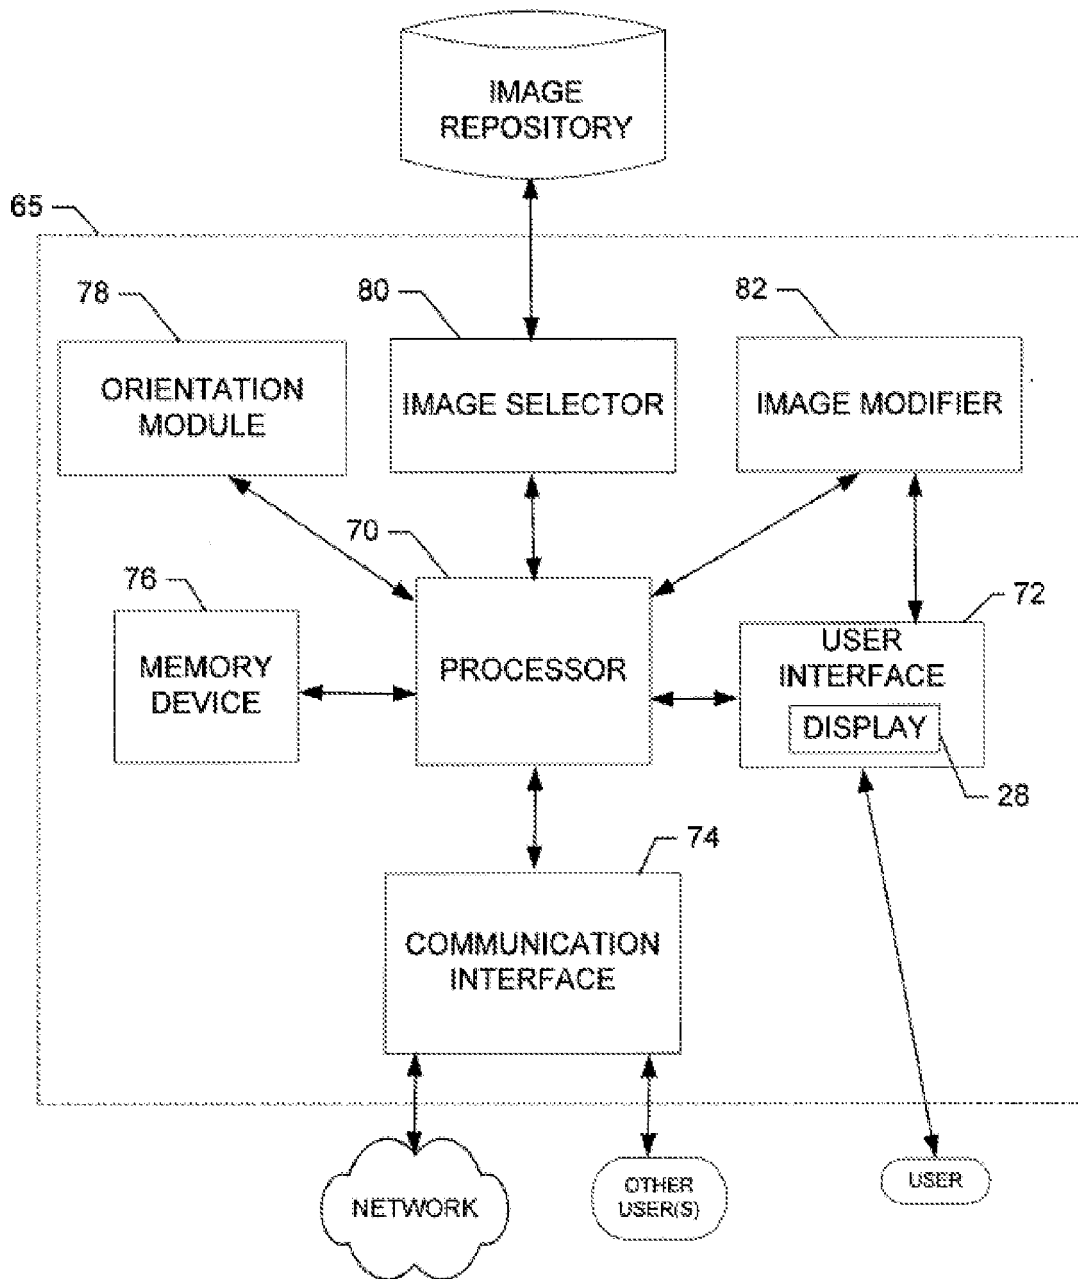 IMAGE
REPOSITORY
65
78
80
82
ORIENTATION
MODULE
IMAGE SELECTOR
IMAGE MODIFIER
70
76
72
MEMORY
DEVICE
PROCESSOR
USER
INTERFACE
DISPLAY
28
74
COMMUNICATION
INTERFACE
NETWORK
OTHER
USER(S)
USER